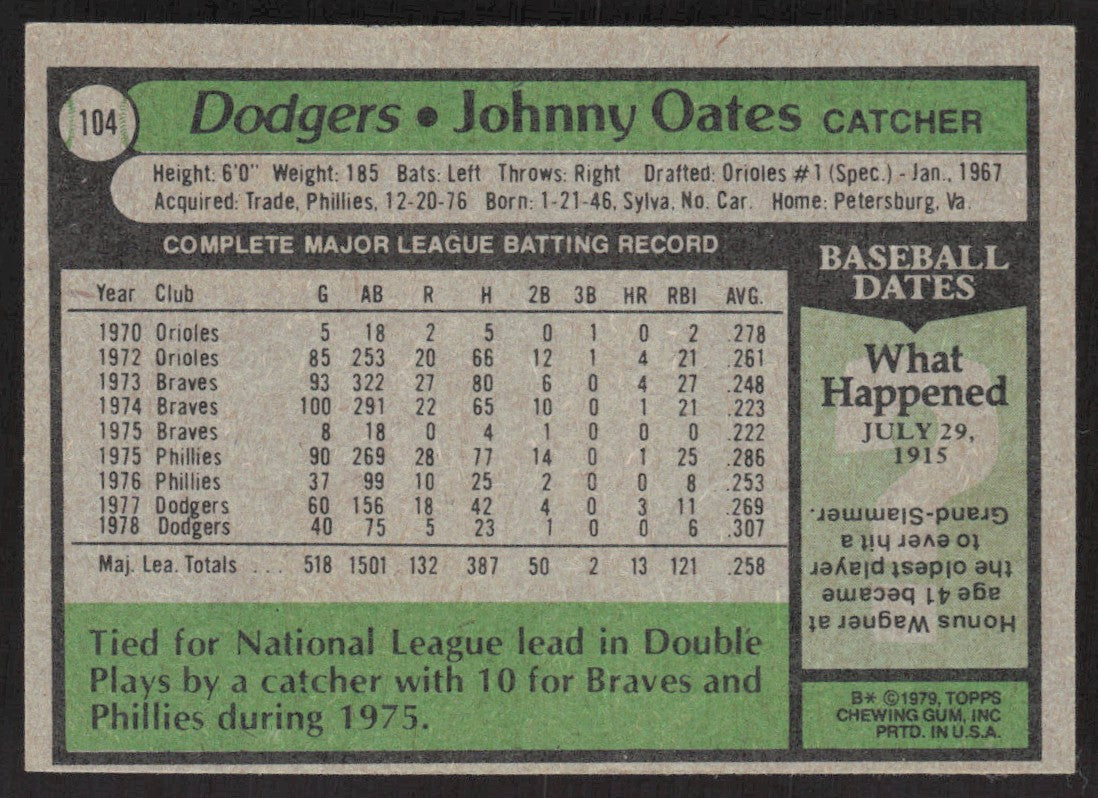 104
Dodgers • Johnny Oates CATCHER
Height: 6'0" Weight: 185 Bats: Left Throws: Right Drafted: Orioles #1 (Spec.) - Jan., 1967
Acquired: Trade, Phillies, 12-20-76 Born: 1-21-46, Sylva, No. Car. Home: Petersburg, Va.
COMPLETE MAJOR LEAGUE BATTING RECORD
Year Club G AB R H 2B 3B HR RBI AVG.
1970 Orioles 5 18 2 5 0 1 0 2 .278
1972 Orioles 85 253 20 66 12 1 4 21 .261
1973 Braves 93 322 27 80 6 0 4 27 .248
1974 Braves 100 291 22 65 10 0 1 21 .223
1975 Braves 8 18 0 4 1 0 0 0 .222
1975 Phillies 90 269 28 77 14 0 1 25 .286
1976 Phillies 37 99 10 25 2 0 0 8 .253
1977 Dodgers 60 156 18 42 4 0 3 11 .269
1978 Dodgers 40 75 5 23 1 0 0 6 .307
Maj. Lea. Totals ... 518 1501 132 387 50 2 13 121 .258
Tied for National League lead in Double
Plays by a catcher with 10 for Braves and
Phillies during 1975.
BASEBALL
DATES
What
Happened
JULY 29,
1915
?
Honus Wagner at
age 41 became
the oldest player
to ever hit a
Grand-Slammer.
B* ©1979, TOPPS
CHEWING GUM, INC
PRTD. IN U.S.A.